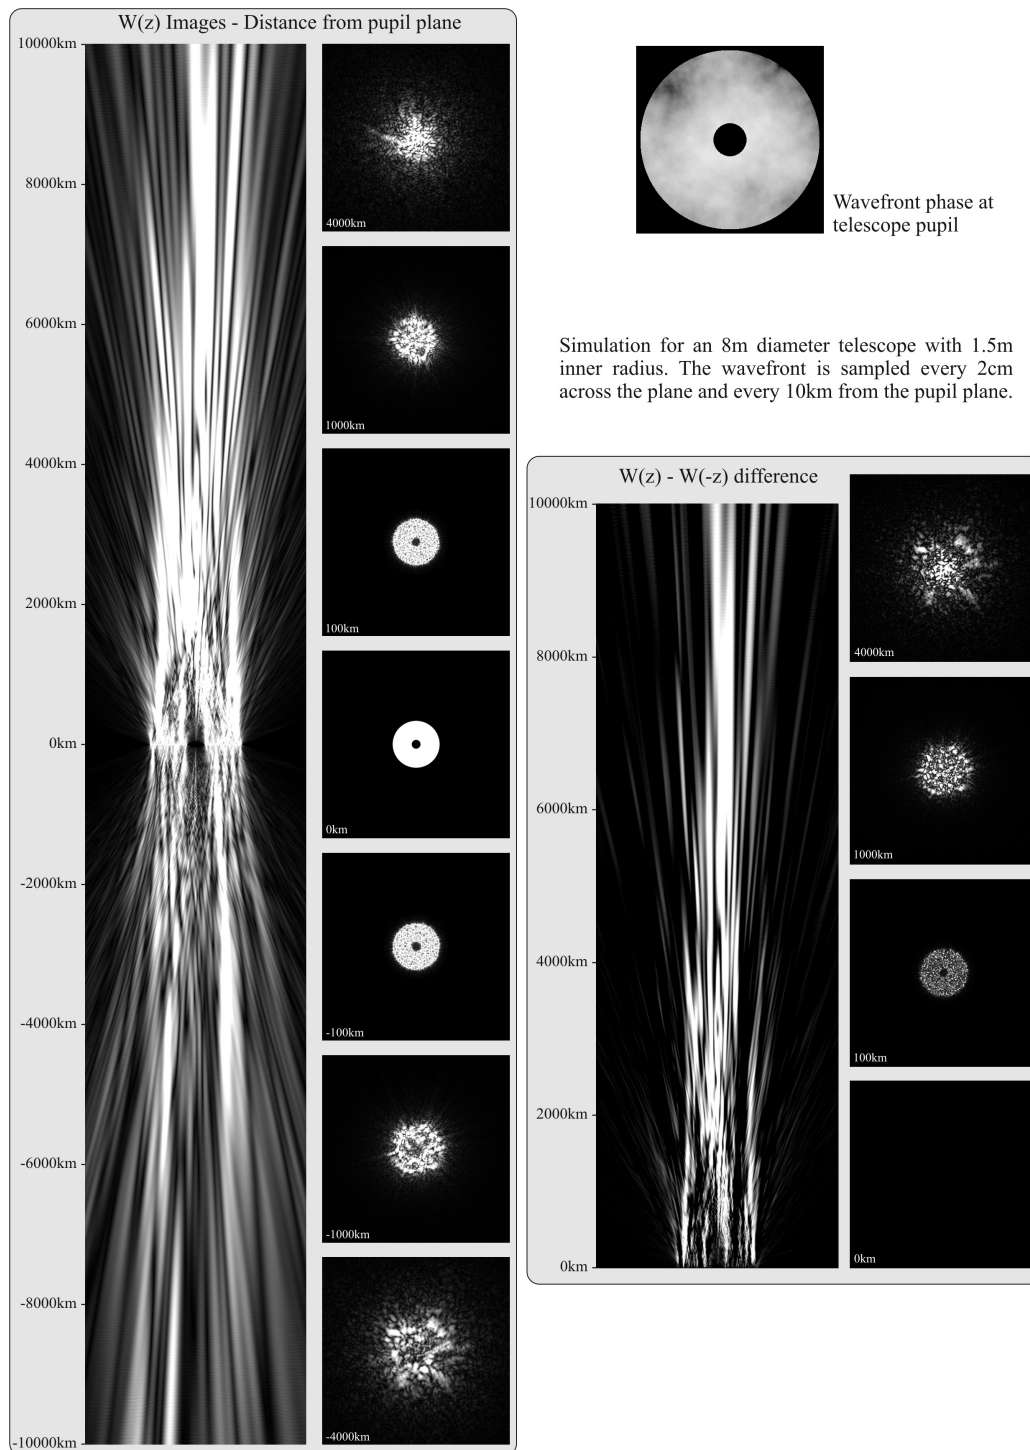 W(z) Images - Distance from pupil plane
10000km
8000km
6000km
4000km
2000km
0km
-2000km
-4000km
-6000km
-8000km
-10000km
4000km
1000km
100km
0km
-100km
-1000km
-4000km
Wavefront phase at
telescope pupil
Simulation for an 8m diameter telescope with 1.5m
inner radius. The wavefront is sampled every 2cm
across the plane and every 10km from the pupil plane.
W(z) - W(-z) difference
10000km
8000km
6000km
4000km
2000km
0km
4000km
1000km
100km
0km